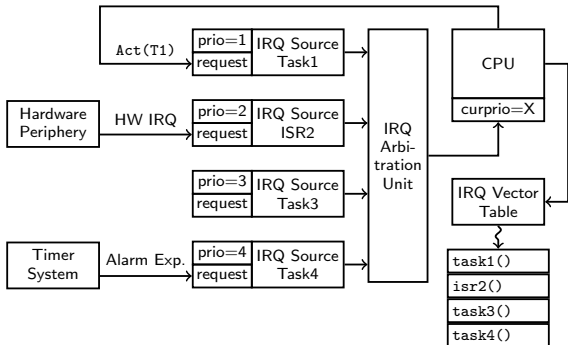 Act(T1)
prio=1
request
IRQ Source
Task1
CPU
curprio=X
Hardware
Periphery
HW IRQ
prio=2
request
IRQ Source
ISR2
IRQ
Arbi-
tration
Unit
prio=3
request
IRQ Source
Task3
IRQ Vector
Table
Timer
System
Alarm Exp.
prio=4
request
IRQ Source
Task4
task1()
isr2()
task3()
task4()